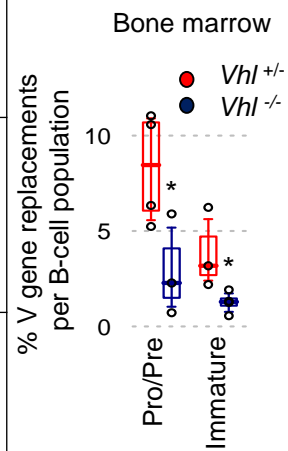 Bone marrow
Vhl +/-
Vhl -/-
% V gene replacements
per B-cell population
10
5
0
*
*
Pro/Pre
Immature